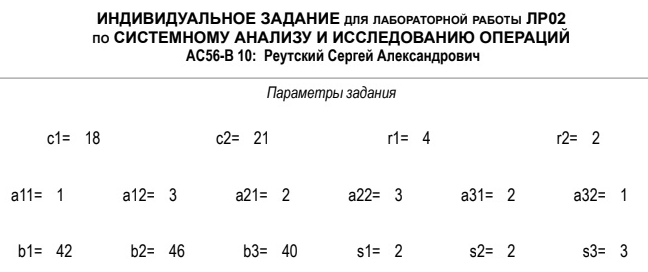 ИНДИВИДУАЛЬНОЕ ЗАДАНИЕ для лабораторной работы ЛР02
по СИСТЕМНОМУ АНАЛИЗУ И ИССЛЕДОВАНИЮ ОПЕРАЦИЙ
АС56-В 10: Реутский Сергей Александрович
Параметры задания
c1= 18 c2= 21 r1= 4 r2= 2
a11= 1 a12= 3 a21= 2 a22= 3 a31= 2 a32= 1
b1= 42 b2= 46 b3= 40 s1= 2 s2= 2 s3= 3